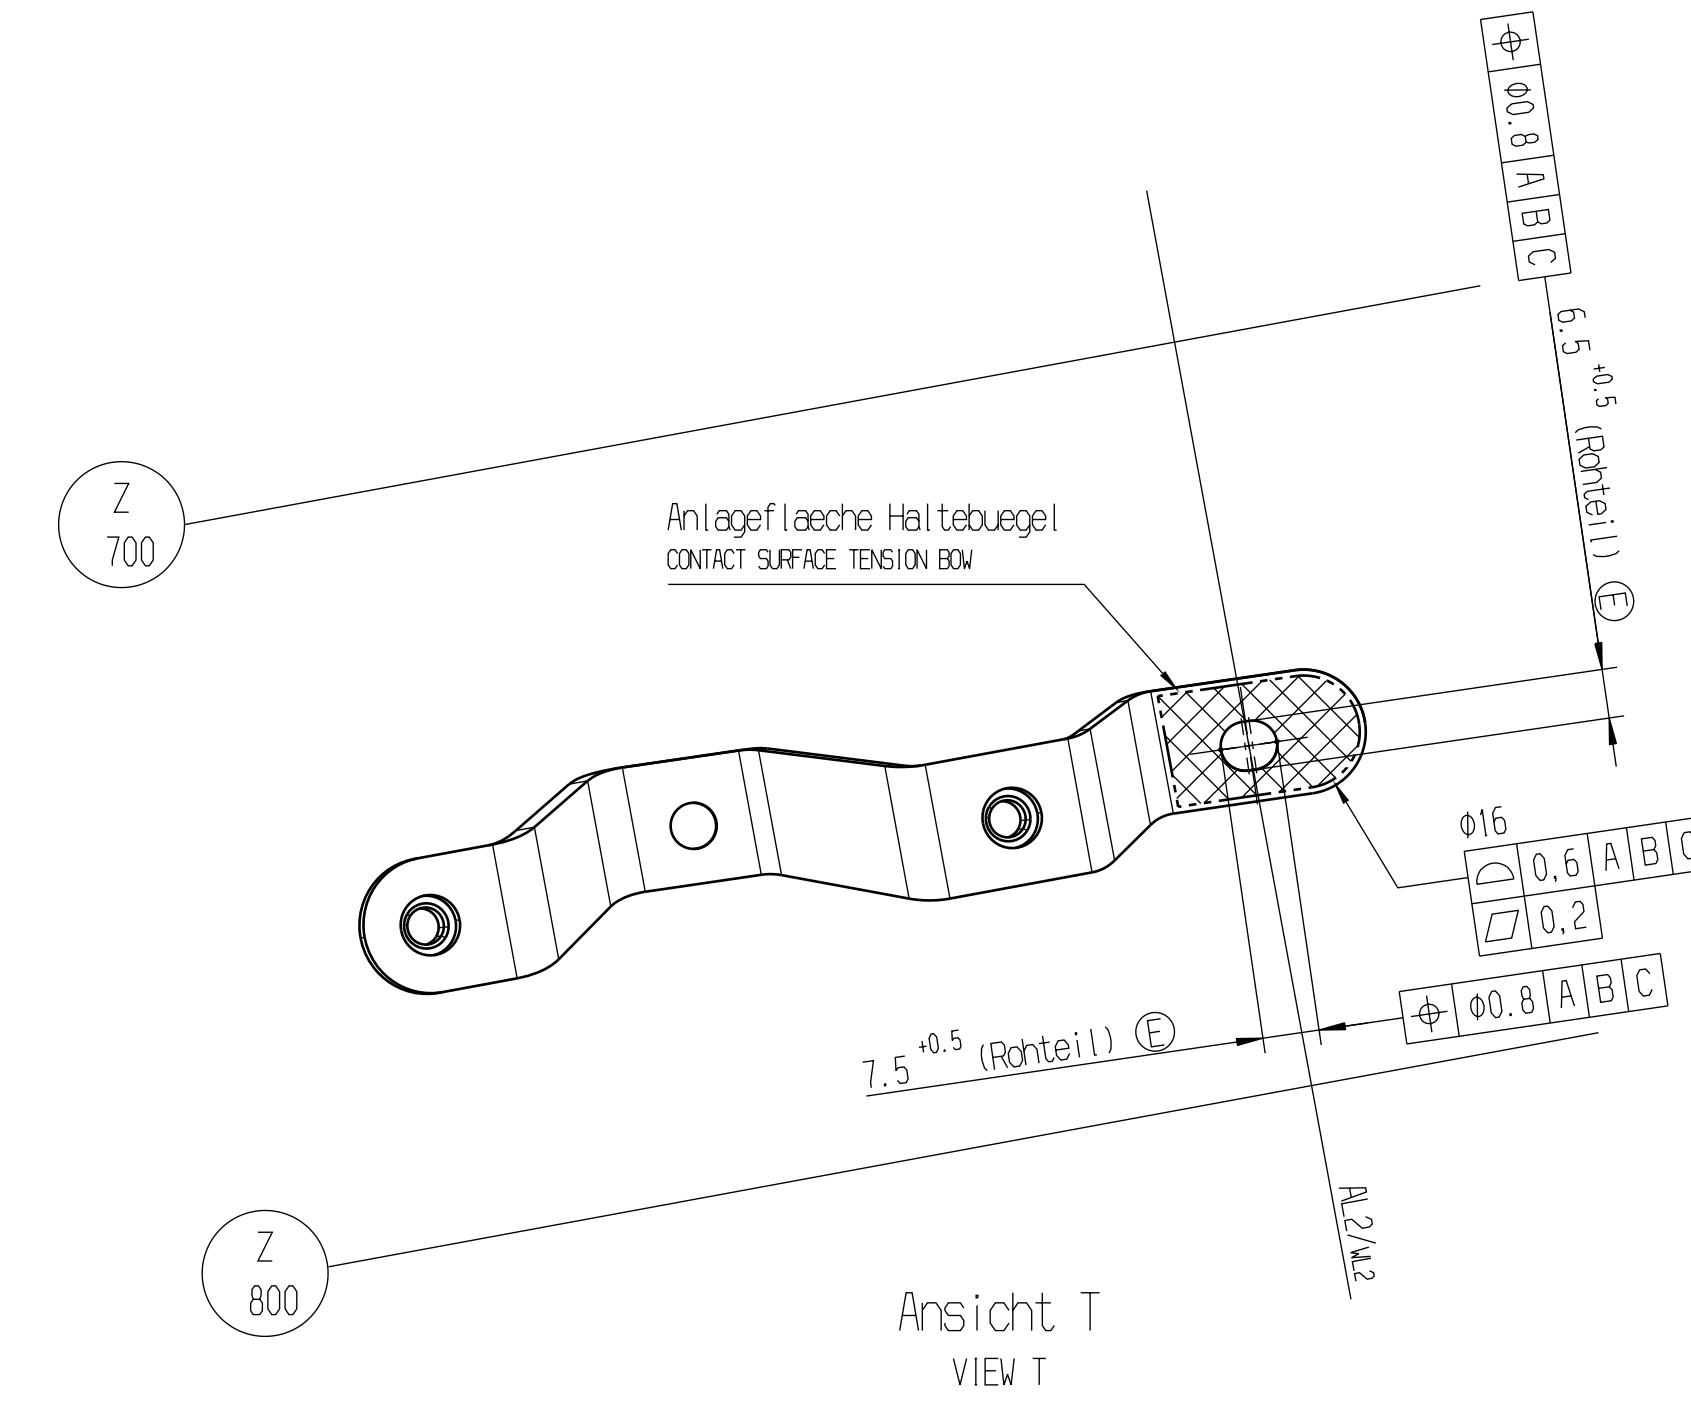 ⌖ Φ0.8 A B C
6.5 +0.5 (Rohteil) Ⓔ
Z
700
Anlageflaeche Haltebuegel
CONTACT SURFACE TENSION BOW
Φ16
⌓ 0,6 A B C
⏥ 0,2
⌖ Φ0.8 A B C
7.5 +0.5 (Rohteil) Ⓔ
AL2/WL2
Z
800
Ansicht T
VIEW T